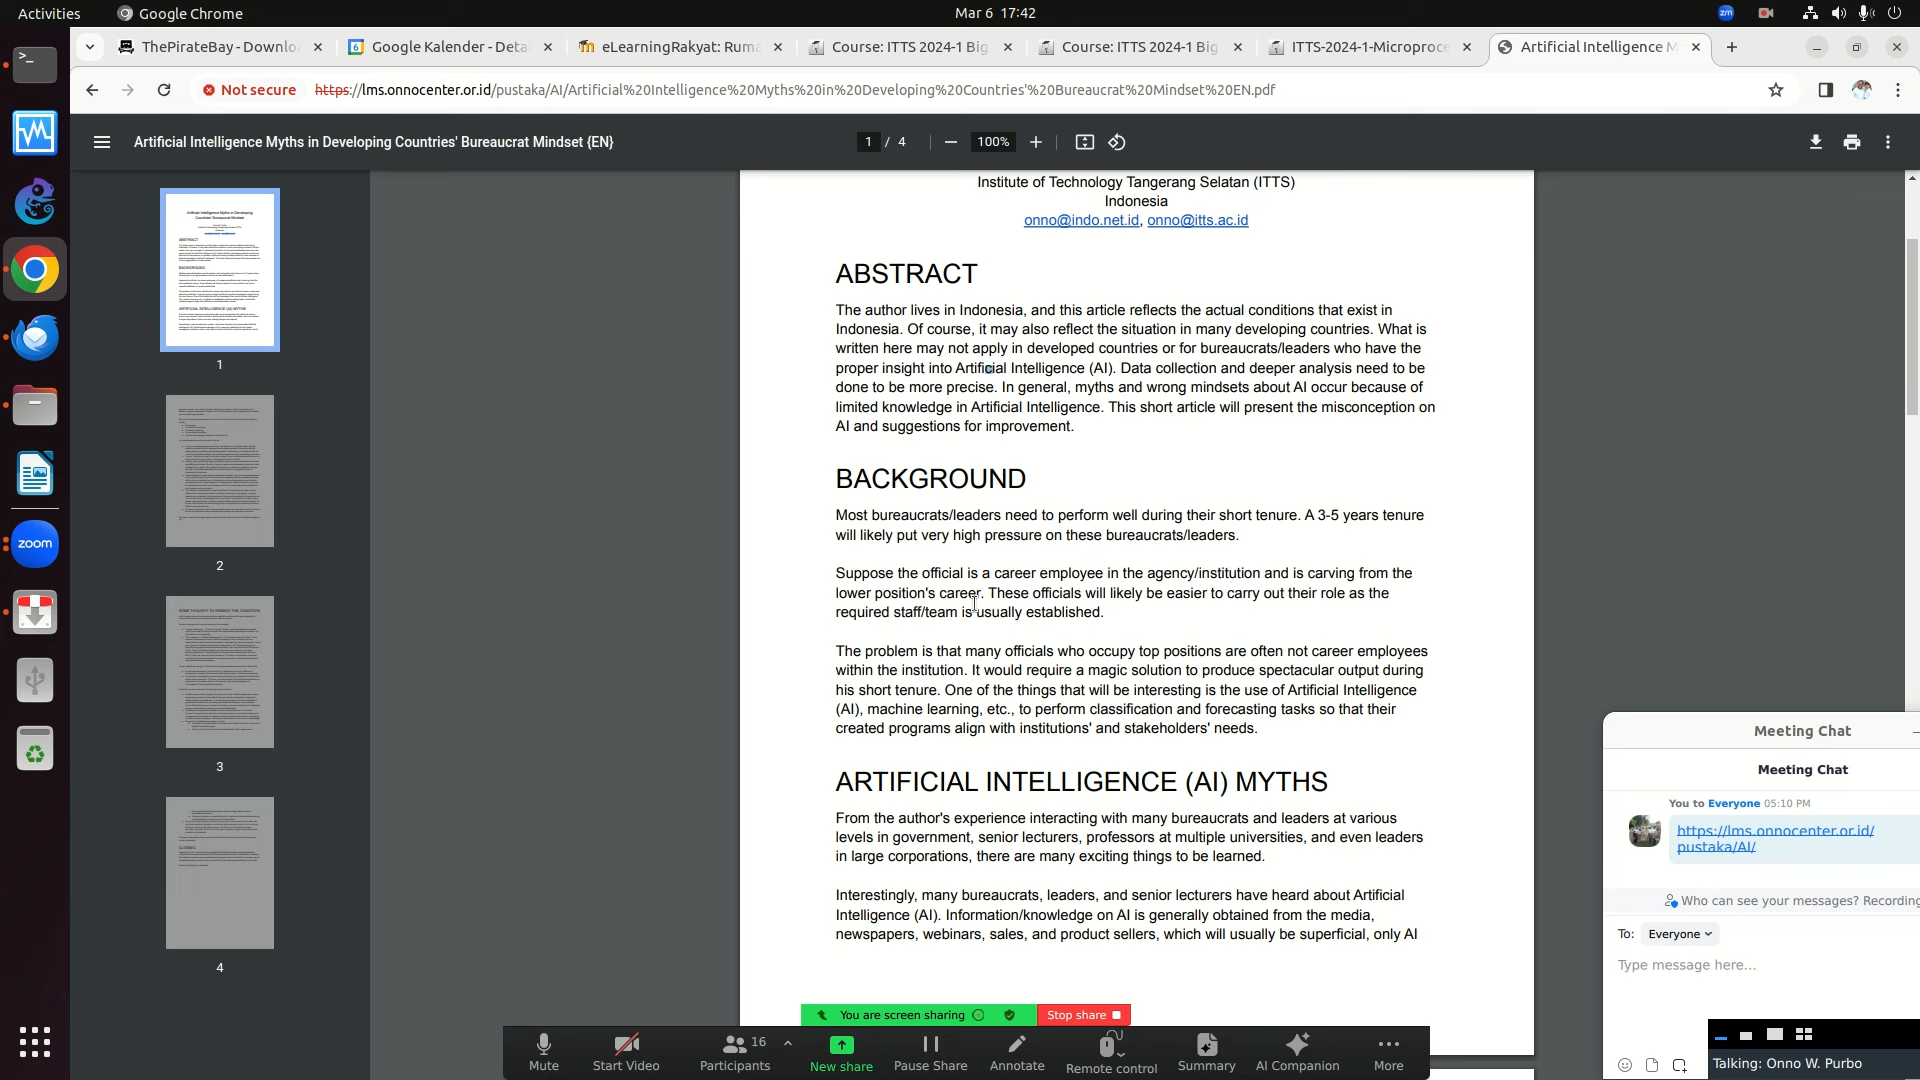 Activities
Google Chrome
Mar 6 17:42
zm
ThePirateBay - Downlo
Google Kalender - Deta
eLearningRakyat: Ruma
Course: ITTS 2024-1 Big
Course: ITTS 2024-1 Big
ITTS-2024-1-Microproce
Artificial Intelligence M
Not secure
https://lms.onnocenter.or.id/pustaka/AI/Artificial%20Intelligence%20Myths%20in%20Developing%20Countries'%20Bureaucrat%20Mindset%20EN.pdf
Artificial Intelligence Myths in Developing Countries' Bureaucrat Mindset {EN}
1 / 4
100%
Institute of Technology Tangerang Selatan (ITTS)
Indonesia
onno@indo.net.id, onno@itts.ac.id
ABSTRACT
The author lives in Indonesia, and this article reflects the actual conditions that exist in
Indonesia. Of course, it may also reflect the situation in many developing countries. What is
written here may not apply in developed countries or for bureaucrats/leaders who have the
proper insight into Artificial Intelligence (AI). Data collection and deeper analysis need to be
done to be more precise. In general, myths and wrong mindsets about AI occur because of
limited knowledge in Artificial Intelligence. This short article will present the misconception on
AI and suggestions for improvement.
BACKGROUND
Most bureaucrats/leaders need to perform well during their short tenure. A 3-5 years tenure
will likely put very high pressure on these bureaucrats/leaders.
Suppose the official is a career employee in the agency/institution and is carving from the
lower position's career. These officials will likely be easier to carry out their role as the
required staff/team is usually established.
The problem is that many officials who occupy top positions are often not career employees
within the institution. It would require a magic solution to produce spectacular output during
his short tenure. One of the things that will be interesting is the use of Artificial Intelligence
(AI), machine learning, etc., to perform classification and forecasting tasks so that their
created programs align with institutions' and stakeholders' needs.
ARTIFICIAL INTELLIGENCE (AI) MYTHS
From the author's experience interacting with many bureaucrats and leaders at various
levels in government, senior lecturers, professors at multiple universities, and even leaders
in large corporations, there are many exciting things to be learned.
Interestingly, many bureaucrats, leaders, and senior lecturers have heard about Artificial
Intelligence (AI). Information/knowledge on AI is generally obtained from the media,
newspapers, webinars, sales, and product sellers, which will usually be superficial, only AI
1
2
3
4
zoom
Meeting Chat
Meeting Chat
You to Everyone 05:10 PM
https://lms.onnocenter.or.id/
pustaka/AI/
Who can see your messages? Recording
To: Everyone
Type message here...
You are screen sharing
Stop share
Mute
Start Video
16
Participants
New share
Pause Share
Annotate
Remote control
Summary
AI Companion
More
Talking: Onno W. Purbo